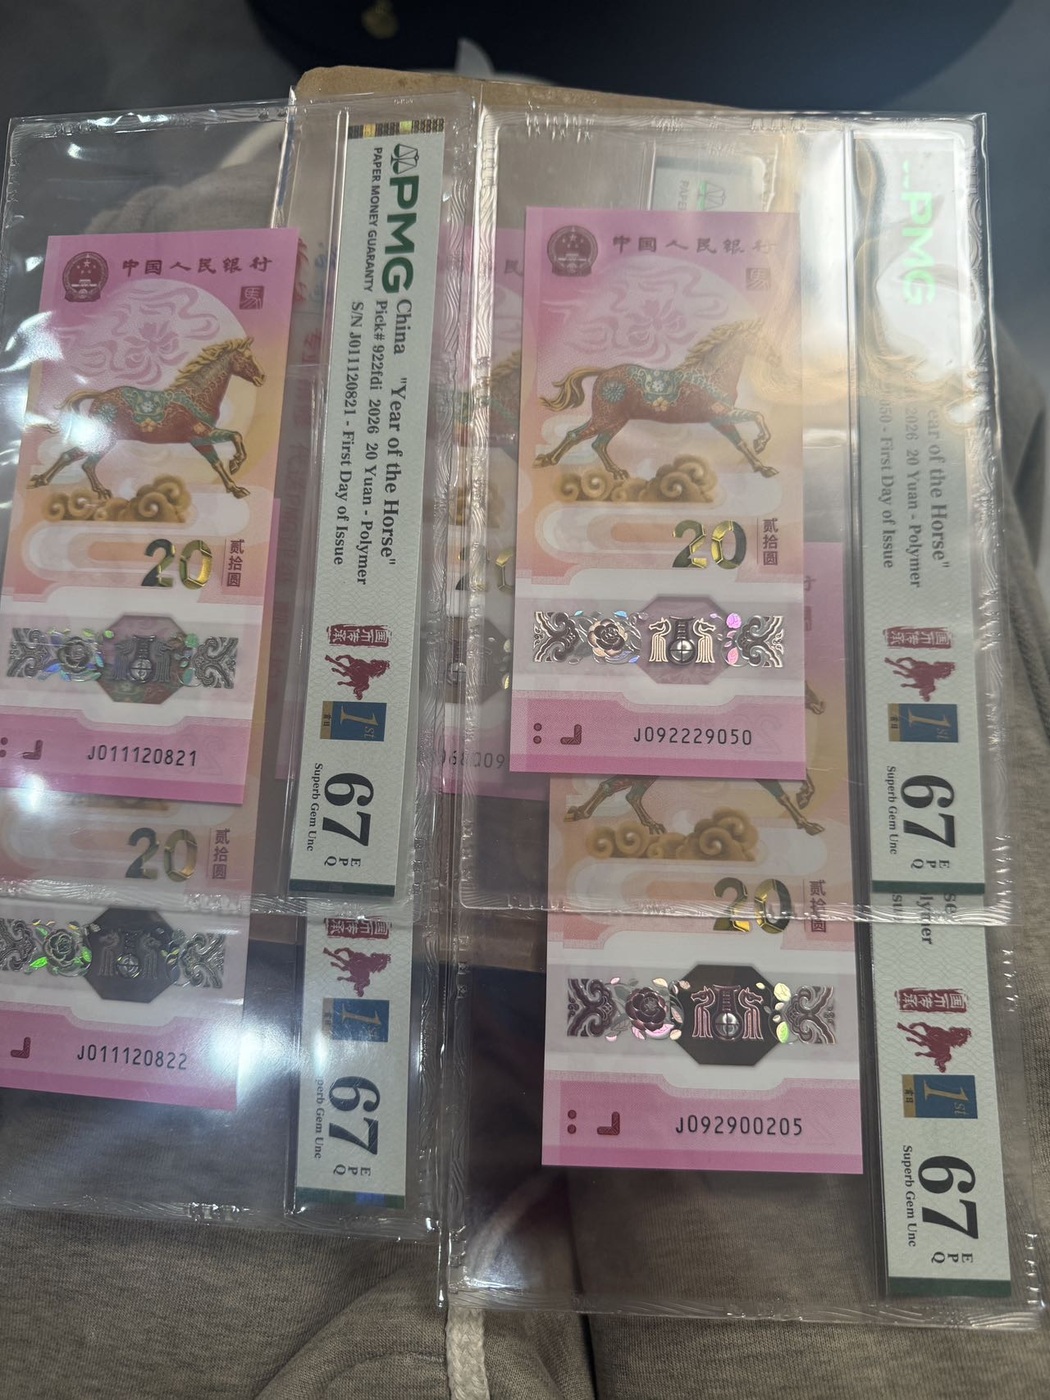 中国人民银行
20
贰拾圆
J011120821
PMG
PAPER MONEY GUARANTY
China "Year of the Horse"
Pick# 922fdi 2026 20 Yuan - Polymer
S/N J011120821 - First Day of Issue
1ST
67 EPQ
Superb Gem Unc
中国人民银行
20
贰拾圆
J092229050
PMG
ear of the Horse"
2026 20 Yuan - Polymer
50 - First Day of Issue
1ST
67 EPQ
Superb Gem Unc
20
贰拾圆
J011120822
1
67 EPQ
Superb Gem Unc
20
贰拾圆
J092900205
1ST
67 EPQ
Superb Gem Unc